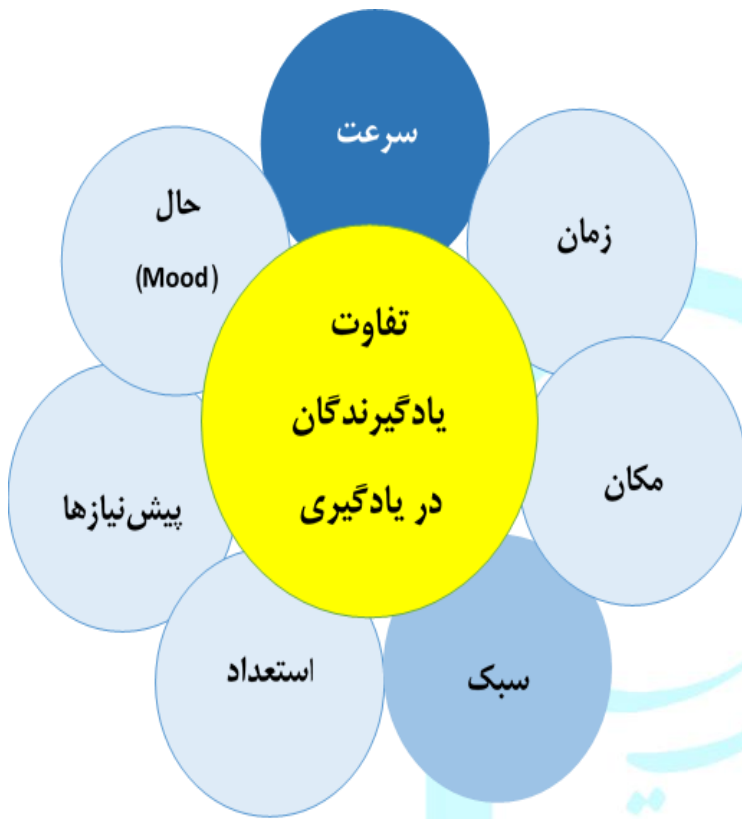 سرعت
زمان
مکان
سبک
استعداد
پیش‌نیازها
حال
(Mood)
تفاوت
یادگیرندگان
در یادگیری